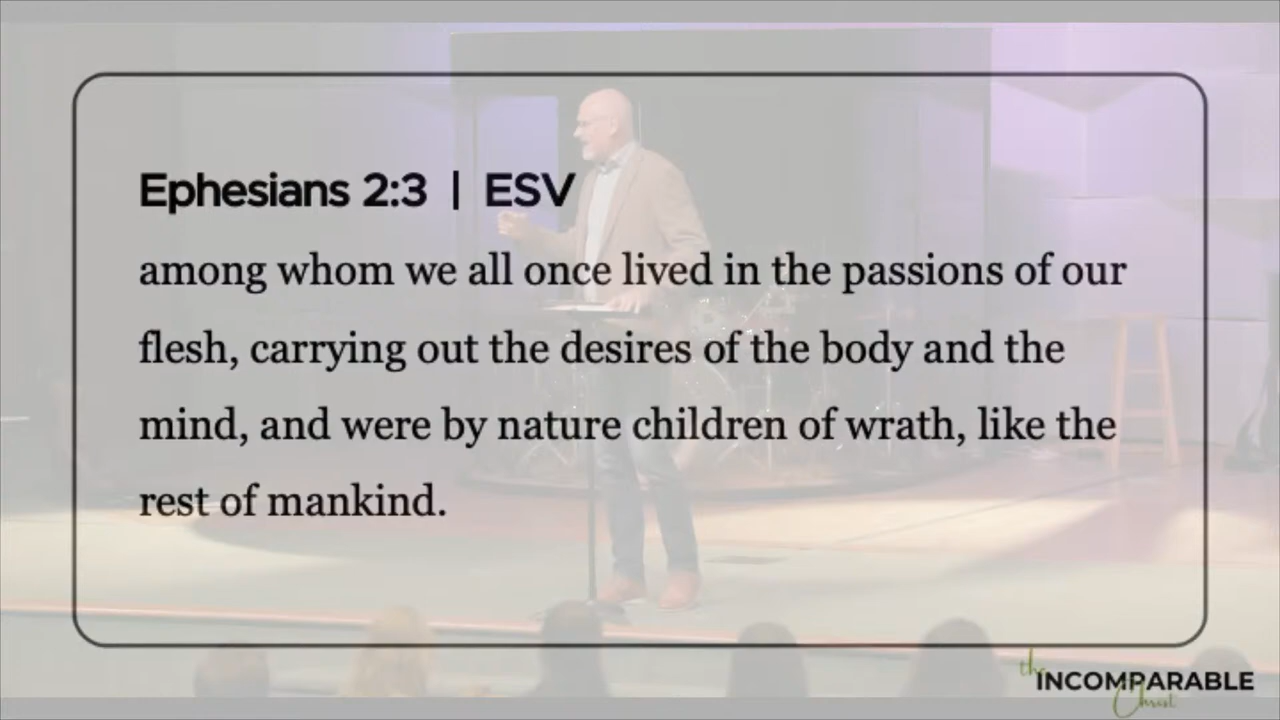 Ephesians 2:3 | ESV
among whom we all once lived in the passions of our
flesh, carrying out the desires of the body and the
mind, and were by nature children of wrath, like the
rest of mankind.
the
INCOMPARABLE
Christ